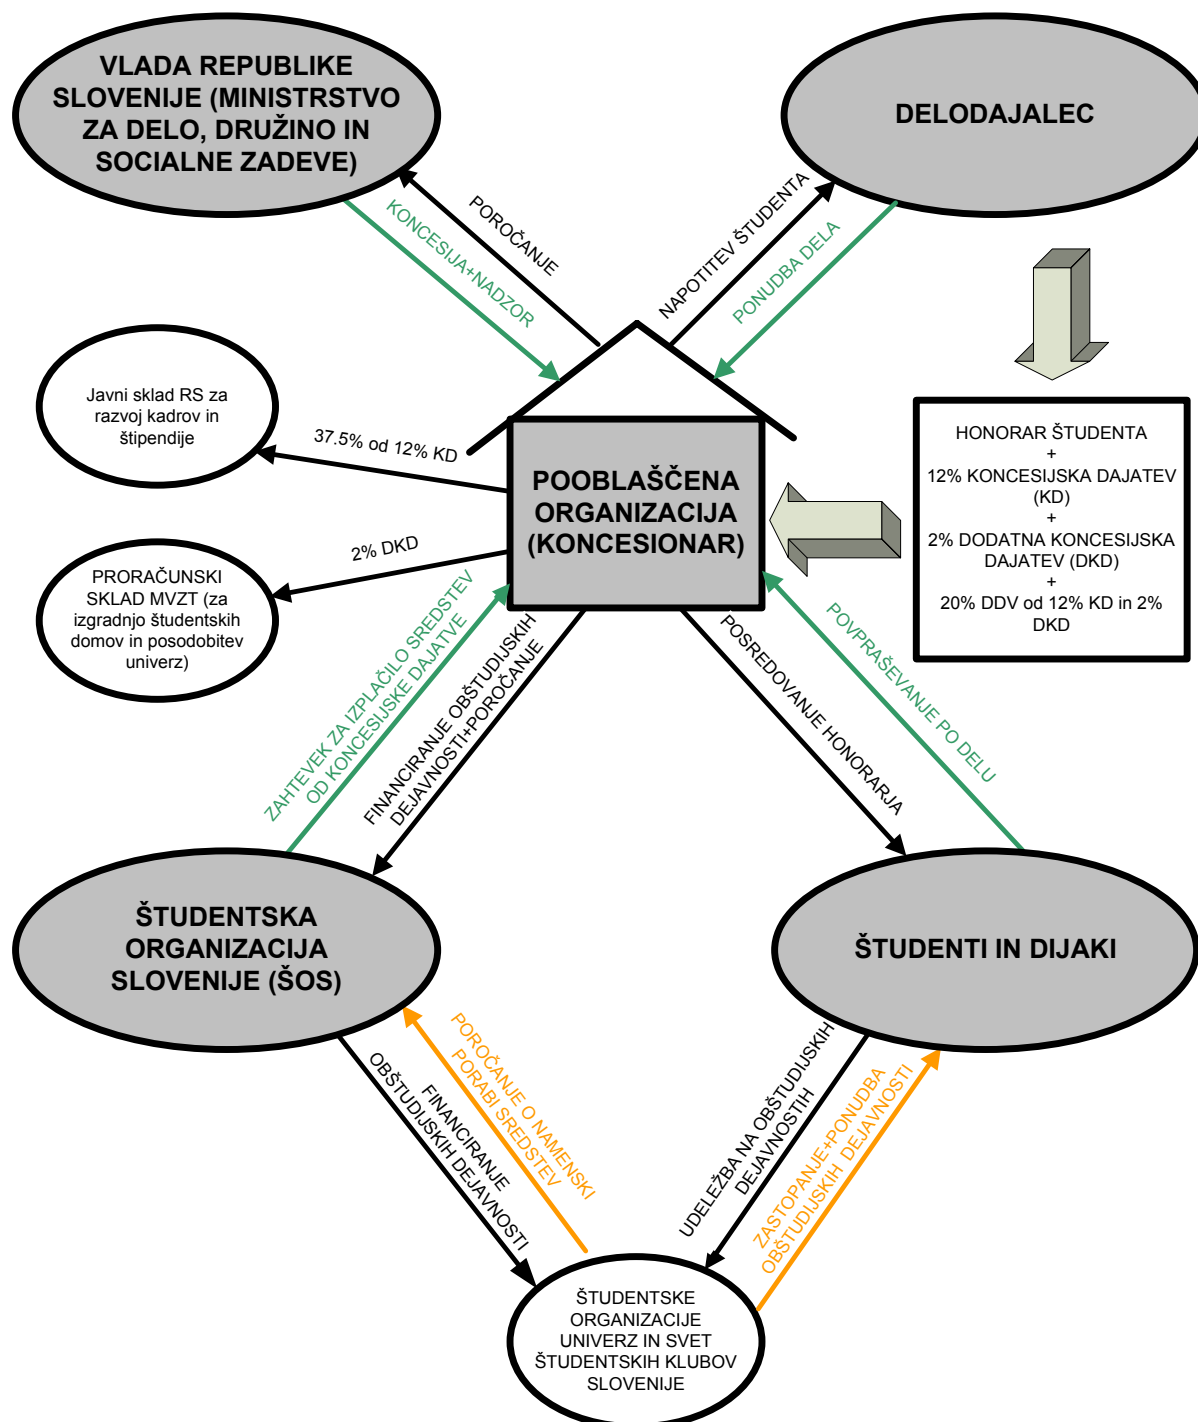 VLADA REPUBLIKE
SLOVENIJE (MINISTRSTVO
ZA DELO, DRUŽINO IN
SOCIALNE ZADEVE)
DELODAJALEC
POROČANJE
KONCESIJA+NADZOR
NAPOTITEV ŠTUDENTA
PONUDBA DELA
Javni sklad RS za
razvoj kadrov in
štipendije
37.5% od 12% KD
POOBLAŠČENA
ORGANIZACIJA
(KONCESIONAR)
HONORAR ŠTUDENTA
+
12% KONCESIJSKA DAJATEV
(KD)
+
2% DODATNA KONCESIJSKA
DAJATEV (DKD)
+
20% DDV od 12% KD in 2%
DKD
2% DKD
PRORAČUNSKI
SKLAD MVZT (za
izgradnjo študentskih
domov in posodobitev
univerz)
ZAHTEVEK ZA IZPLAČILO SREDSTEV
OD KONCESIJSKE DAJATVE
FINANCIRANJE OBŠTUDIJSKIH
DEJAVNOSTI+POROČANJE
POSREDOVANJE HONORARJA
POVPRAŠEVANJE PO DELU
ŠTUDENTSKA
ORGANIZACIJA
SLOVENIJE (ŠOS)
ŠTUDENTI IN DIJAKI
FINANCIRANJE
OBŠTUDIJSKIH DEJAVNOSTI
POROČANJE O NAMENSKI
PORABI SREDSTEV
UDELEŽBA NA OBŠTUDIJSKIH
DEJAVNOSTIH
ZASTOPANJE+PONUDBA
OBŠTUDIJSKIH DEJAVNOSTI
ŠTUDENTSKE
ORGANIZACIJE
UNIVERZ IN SVET
ŠTUDENTSKIH KLUBOV
SLOVENIJE